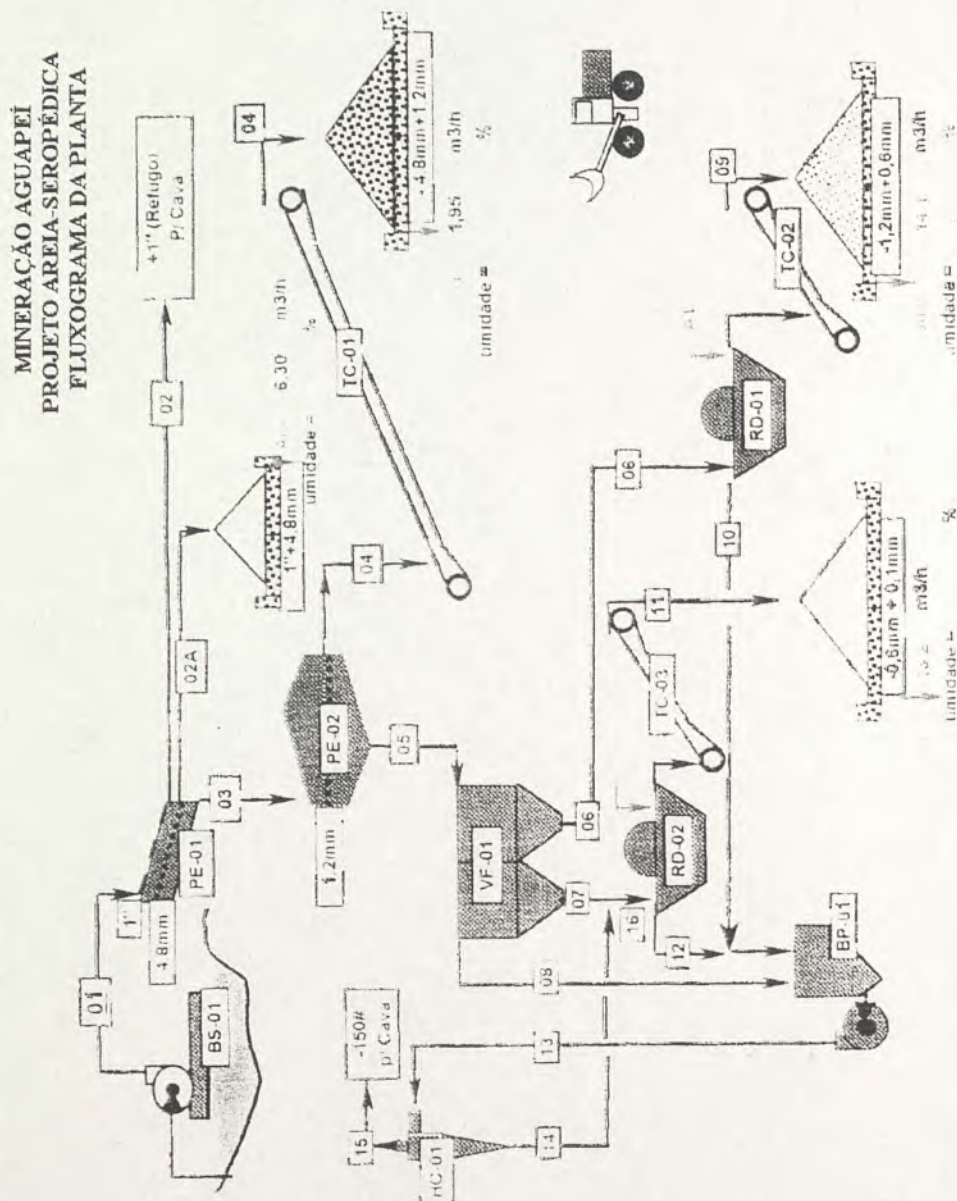 MINERAÇÃO AGUAPEÍ
PROJETO AREIA-SEROPÉDICA
FLUXOGRAMA DA PLANTA
+1" (Refugo)
P/ Cava
02
02A
01
1"
4.8mm
PE-01
BS-01
03
1"+4.8mm
umidade =
6,30 m3/h
%
04
TC-01
04
- 4.8mm+1.2mm
1,95 m3/h
umidade = %
PE-02
1.2mm
05
VF-01
06
06
07
08
RD-01
TC-02
09
-1,2mm+0,6mm
m3/h
umidade = %
10
11
TC-03
-0,6mm + 0,1mm
m3/h
umidade = %
RD-02
16
12
BP-01
13
14
15
-150#
p/ Cava
HC-01